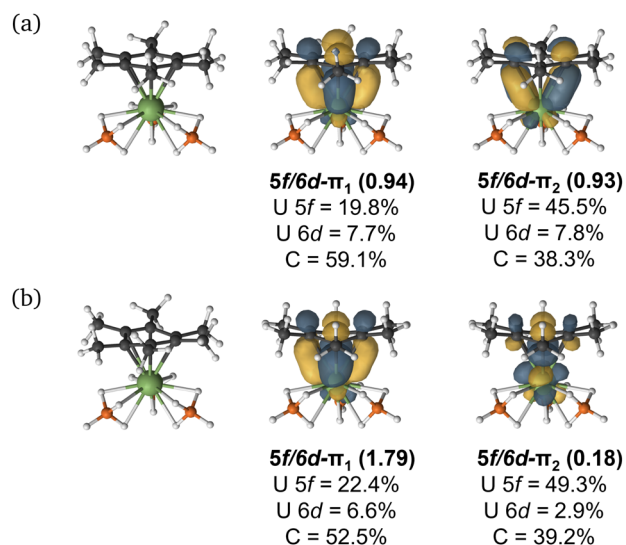 (a)
5f/6d-π₁ (0.94)
U 5f = 19.8%
U 6d = 7.7%
C = 59.1%
5f/6d-π₂ (0.93)
U 5f = 45.5%
U 6d = 7.8%
C = 38.3%
(b)
5f/6d-π₁ (1.79)
U 5f = 22.4%
U 6d = 6.6%
C = 52.5%
5f/6d-π₂ (0.18)
U 5f = 49.3%
U 6d = 2.9%
C = 39.2%